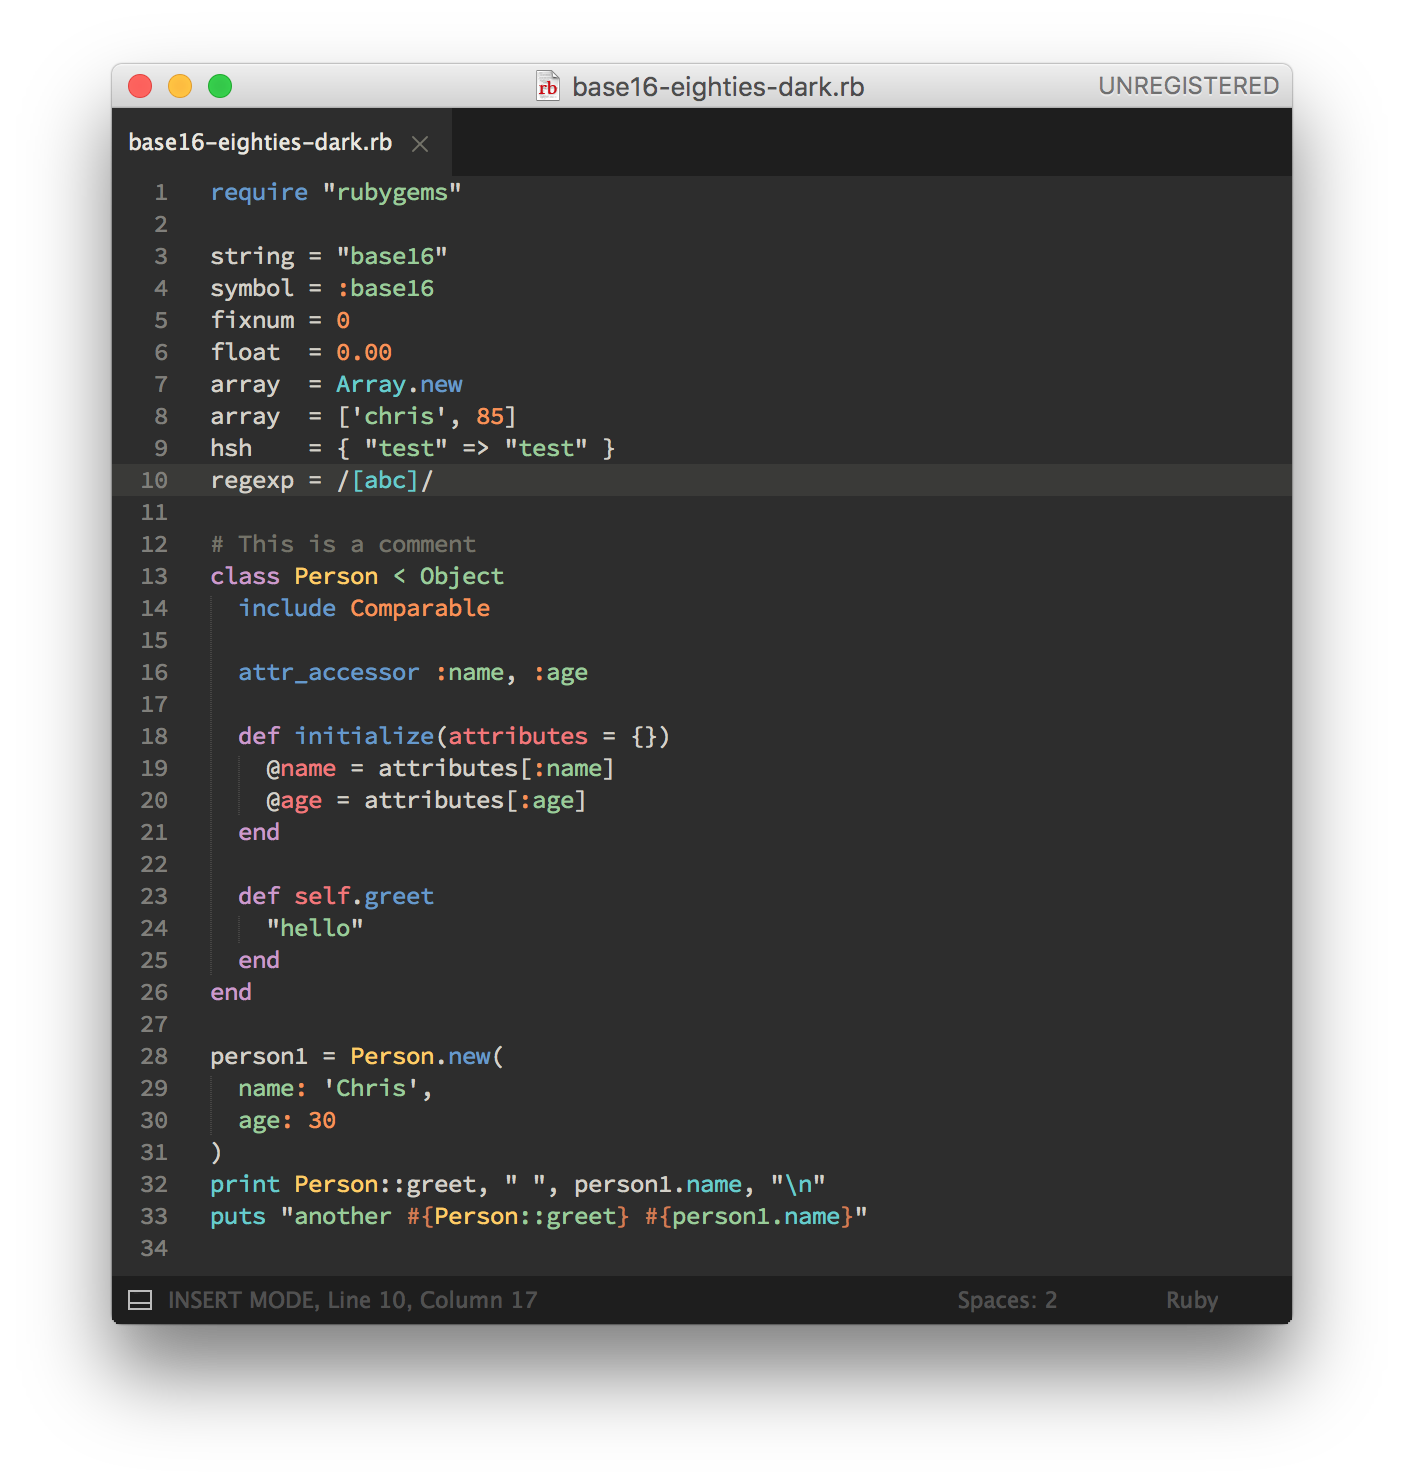 rb base16-eighties-dark.rb UNREGISTERED
base16-eighties-dark.rb ×
1 require "rubygems"
2
3 string = "base16"
4 symbol = :base16
5 fixnum = 0
6 float  = 0.00
7 array  = Array.new
8 array  = ['chris', 85]
9 hsh    = { "test" => "test" }
10 regexp = /[abc]/
11
12 # This is a comment
13 class Person < Object
14   include Comparable
15
16   attr_accessor :name, :age
17
18   def initialize(attributes = {})
19     @name = attributes[:name]
20     @age = attributes[:age]
21   end
22
23   def self.greet
24     "hello"
25   end
26 end
27
28 person1 = Person.new(
29   name: 'Chris',
30   age: 30
31 )
32 print Person::greet, " ", person1.name, "\n"
33 puts "another #{Person::greet} #{person1.name}"
34
INSERT MODE, Line 10, Column 17 Spaces: 2 Ruby